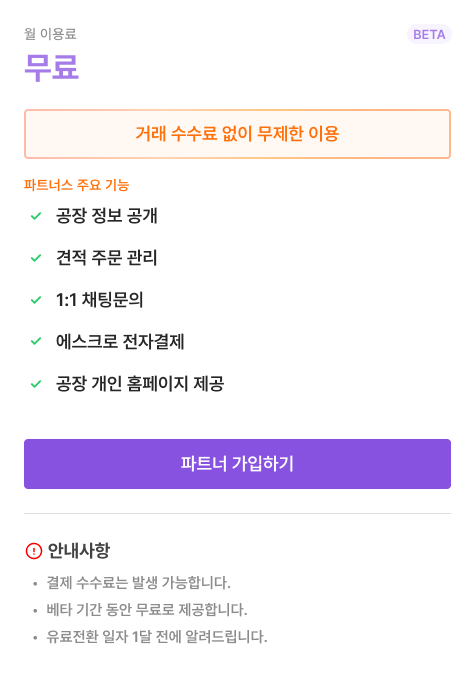 월 이용료
BETA
무료
거래 수수료 없이 무제한 이용
파트너스 주요 기능
공장 정보 공개
견적 주문 관리
1:1 채팅문의
에스크로 전자결제
공장 개인 홈페이지 제공
파트너 가입하기
안내사항
• 결제 수수료는 발생 가능합니다.
• 베타 기간 동안 무료로 제공합니다.
• 유료전환 일자 1달 전에 알려드립니다.